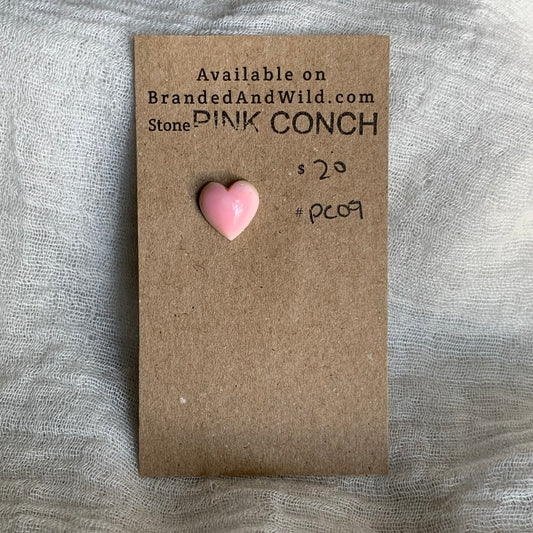 Available on
BrandedAndWild.com
Stone PINK CONCH
$ 20
# PC09